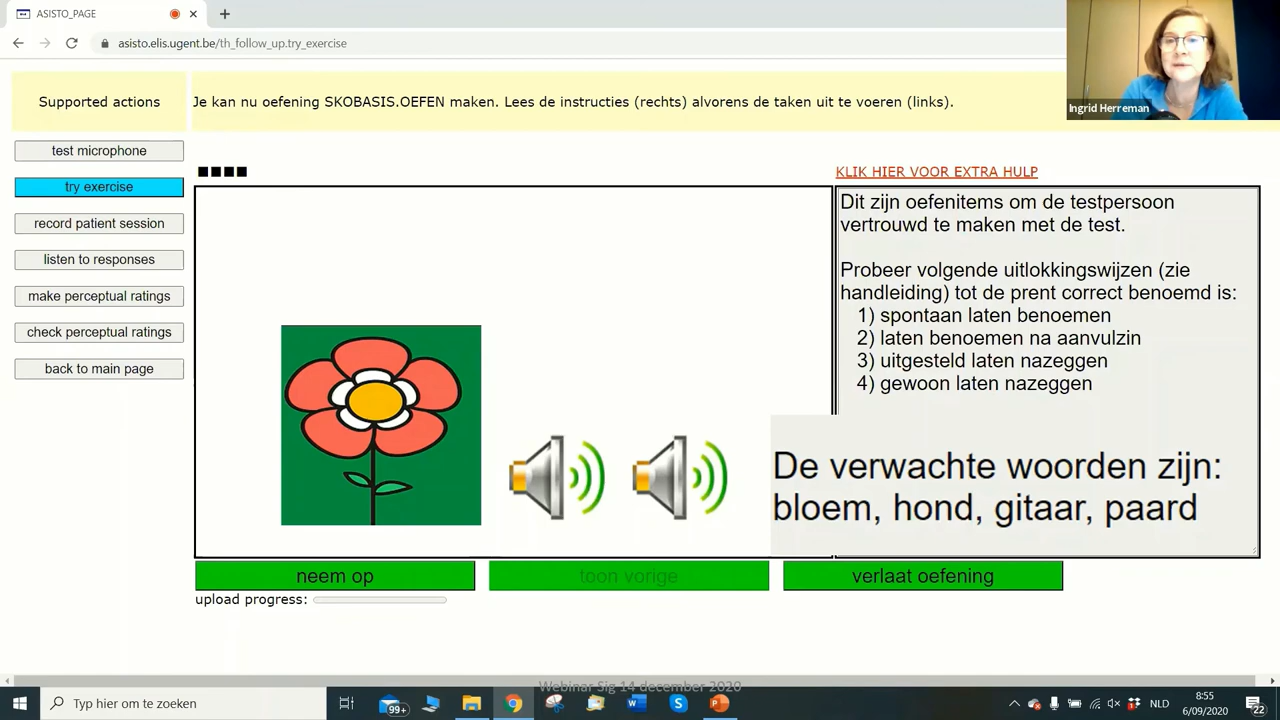 ASISTO_PAGE
asisto.elis.ugent.be/th_follow_up.try_exercise
Ingrid Herreman
Supported actions
Je kan nu oefening SKOBASIS.OEFEN maken. Lees de instructies (rechts) alvorens de taken uit te voeren (links).
test microphone
try exercise
record patient session
listen to responses
make perceptual ratings
check perceptual ratings
back to main page
KLIK HIER VOOR EXTRA HULP
Dit zijn oefenitems om de testpersoon
vertrouwd te maken met de test.
Probeer volgende uitlokkingswijzen (zie
handleiding) tot de prent correct benoemd is:
1) spontaan laten benoemen
2) laten benoemen na aanvulzin
3) uitgesteld laten nazeggen
4) gewoon laten nazeggen
De verwachte woorden zijn:
bloem, hond, gitaar, paard
neem op
toon vorige
verlaat oefening
upload progress:
Webinar Sig 14 december 2020
Typ hier om te zoeken
99+
NLD
8:55
6/09/2020
22